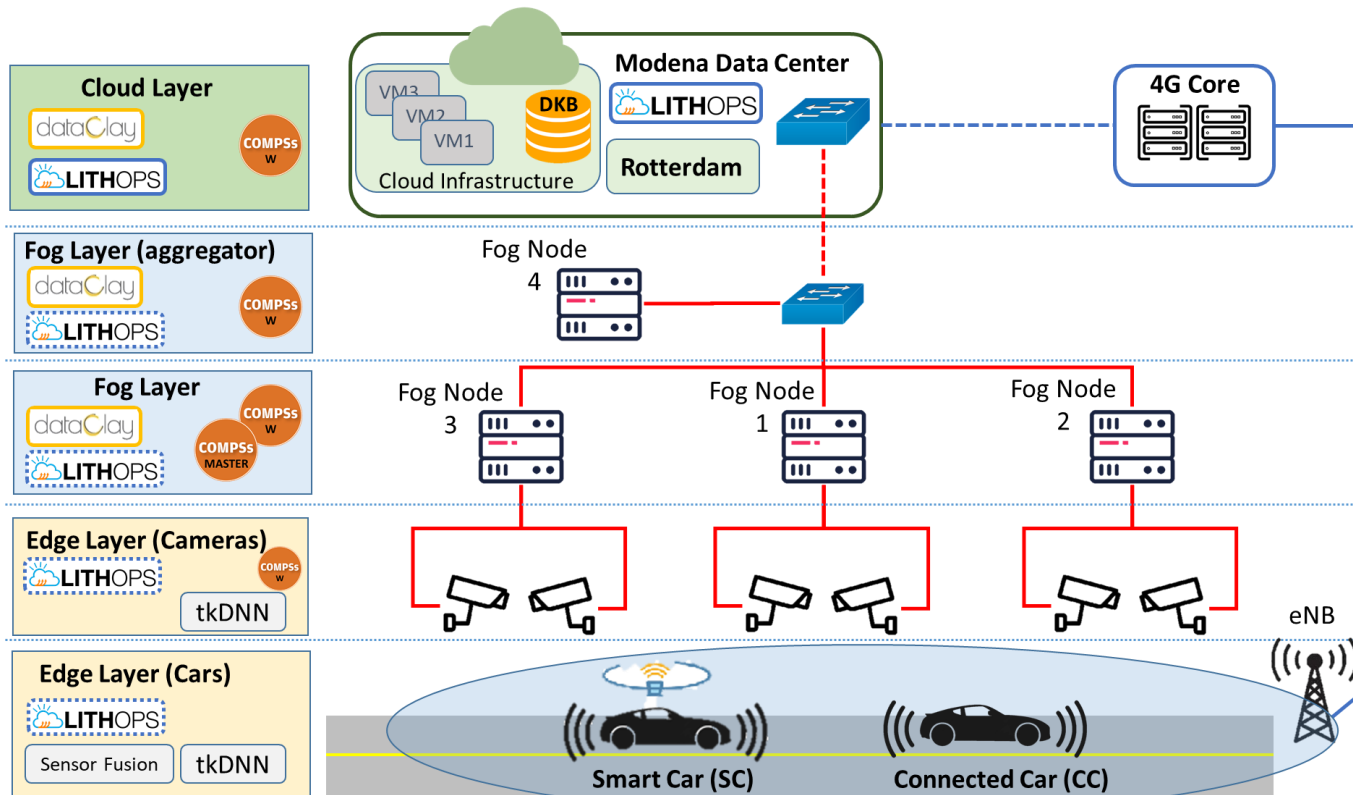 Cloud Layer
dataClay
COMPSs
W
LITHOPS
Modena Data Center
VM3
VM2
VM1
DKB
Cloud Infrastructure
LITHOPS
Rotterdam
4G Core
Fog Layer (aggregator)
dataClay
COMPSs
W
LITHOPS
Fog Node
4
Fog Layer
dataClay
COMPSs
W
COMPSs
MASTER
LITHOPS
Fog Node
3
Fog Node
1
Fog Node
2
Edge Layer (Cameras)
LITHOPS
COMPSs
W
tkDNN
eNB
Edge Layer (Cars)
LITHOPS
Sensor Fusion
tkDNN
Smart Car (SC)
Connected Car (CC)